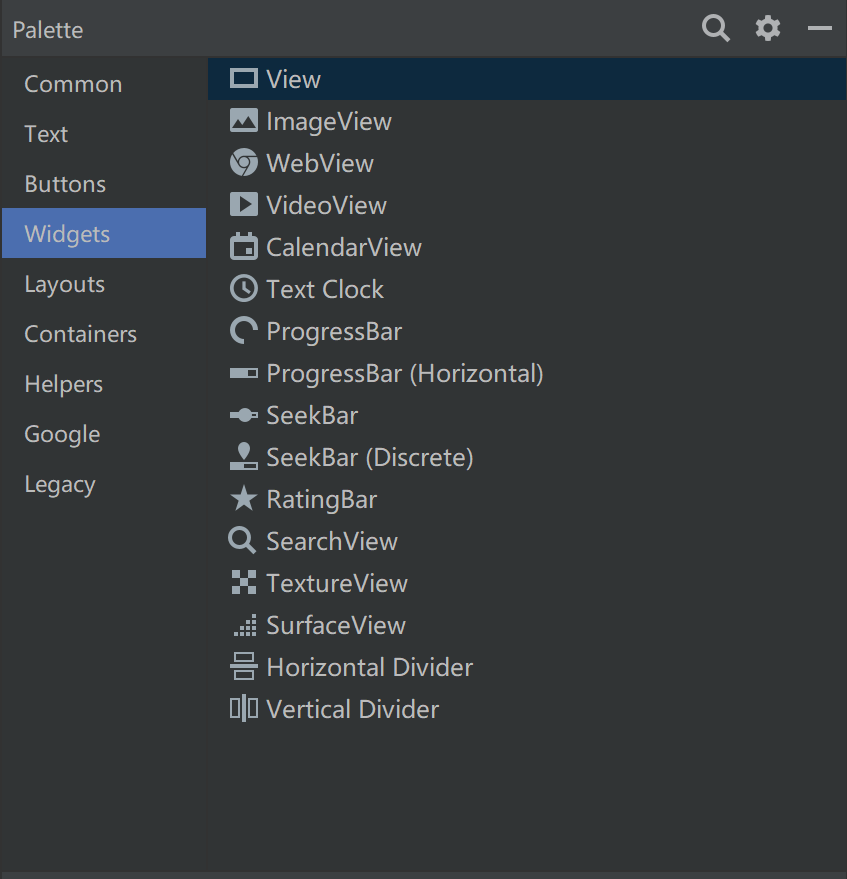 Palette
Common
Text
Buttons
Widgets
Layouts
Containers
Helpers
Google
Legacy
View
ImageView
WebView
VideoView
CalendarView
Text Clock
ProgressBar
ProgressBar (Horizontal)
SeekBar
SeekBar (Discrete)
RatingBar
SearchView
TextureView
SurfaceView
Horizontal Divider
Vertical Divider